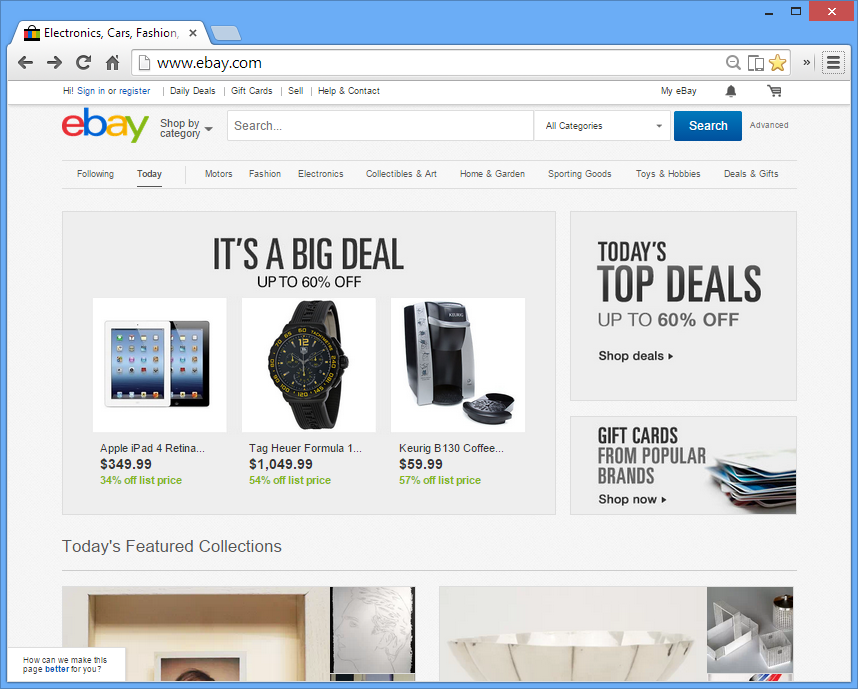 Electronics, Cars, Fashion,
www.ebay.com
Hi! Sign in or register | Daily Deals | Gift Cards | Sell | Help & Contact
My eBay
ebay
Shop by
category
Search...
All Categories
Search
Advanced
Following
Today
Motors
Fashion
Electronics
Collectibles & Art
Home & Garden
Sporting Goods
Toys & Hobbies
Deals & Gifts
IT'S A BIG DEAL
UP TO 60% OFF
Apple iPad 4 Retina...
$349.99
34% off list price
Tag Heuer Formula 1...
$1,049.99
54% off list price
KEURIG
Keurig B130 Coffee...
$59.99
57% off list price
TODAY'S
TOP DEALS
UP TO 60% OFF
Shop deals
GIFT CARDS
FROM POPULAR
BRANDS
Shop now
Today's Featured Collections
How can we make this
page better for you?